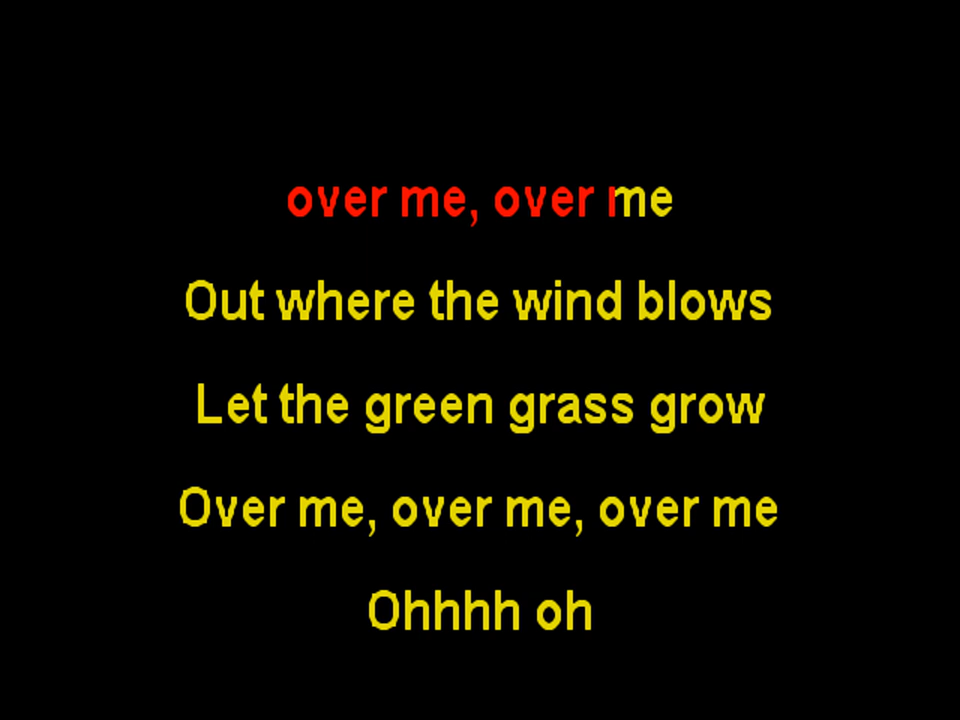 over me, over me
Out where the wind blows
Let the green grass grow
Over me, over me, over me
Ohhhh oh